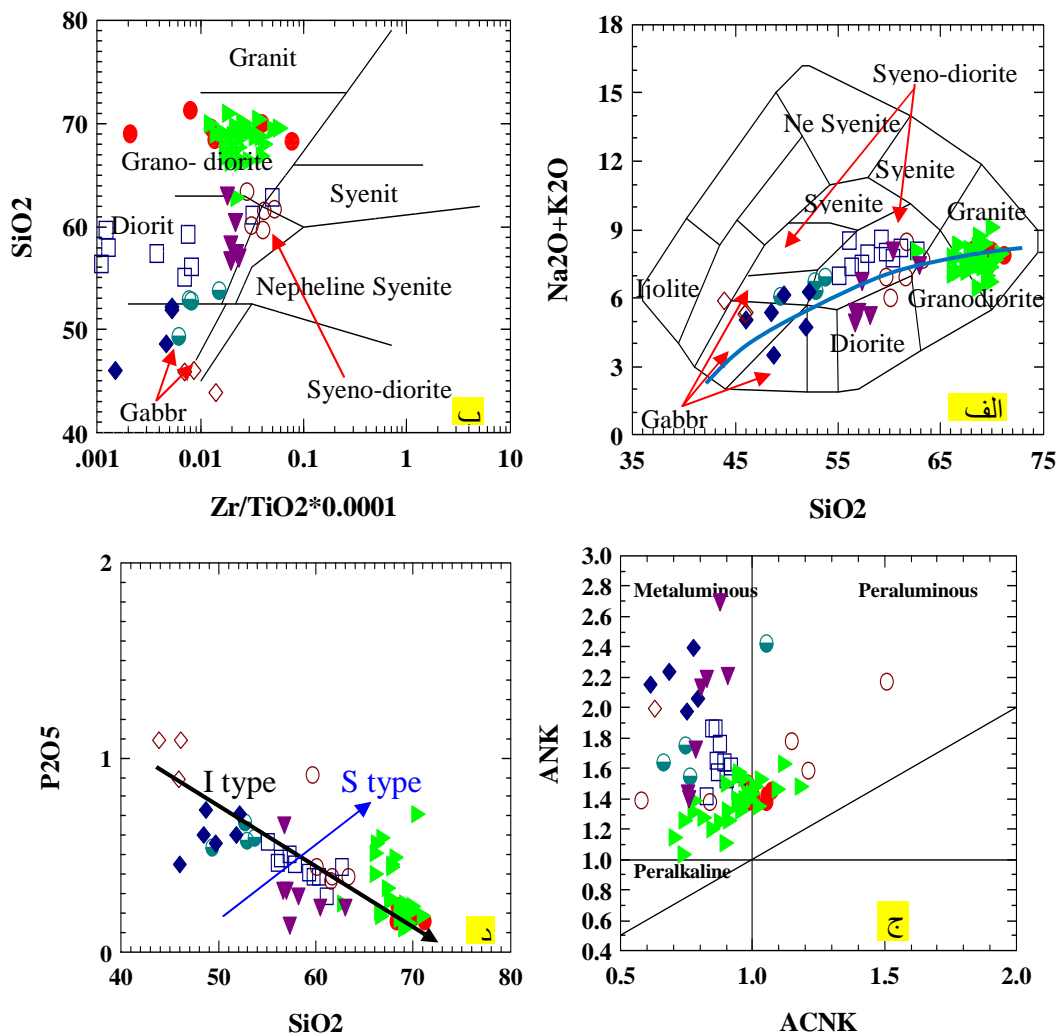 80
70
60
50
40
SiO2
Granit
Grano- diorite
Syenit
Diorit
Nepheline Syenite
Syeno-diorite
Gabbr
ب
.001
0.01
0.1
1
10
Zr/TiO2*0.0001
18
15
12
9
6
3
0
Na2O+K2O
Syeno-diorite
Ne Syenite
Syenite
Syenite
Granite
Ijolite
Granodiorite
Diorite
Gabbr
الف
35
45
55
65
75
SiO2
2
1
0
P2O5
I type
S type
د
40
50
60
70
80
SiO2
3.0
2.8
2.6
2.4
2.2
2.0
1.8
1.6
1.4
1.2
1.0
0.8
0.6
0.4
ANK
Metaluminous
Peraluminous
Peralkaline
ج
0.5
1.0
1.5
2.0
ACNK